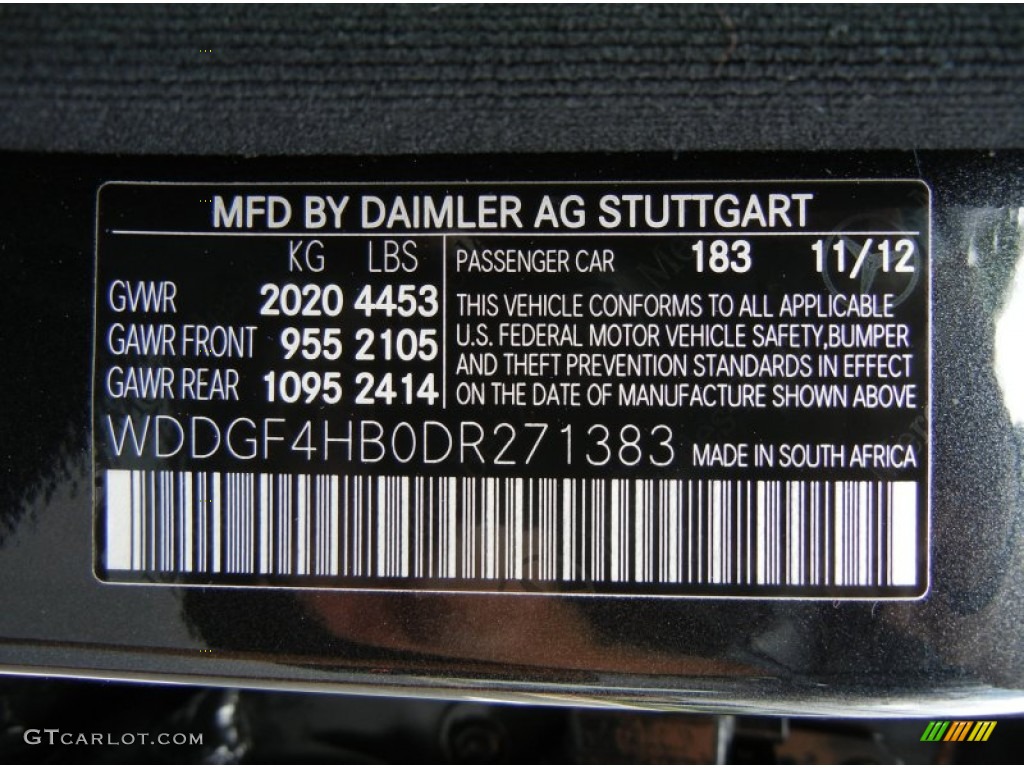 MFD BY DAIMLER AG STUTTGART
KG LBS
GVWR 2020 4453
GAWR FRONT 955 2105
GAWR REAR 1095 2414
PASSENGER CAR 183 11/12
THIS VEHICLE CONFORMS TO ALL APPLICABLE
U.S. FEDERAL MOTOR VEHICLE SAFETY,BUMPER
AND THEFT PREVENTION STANDARDS IN EFFECT
ON THE DATE OF MANUFACTURE SHOWN ABOVE.
WDDGF4HB0DR271383 MADE IN SOUTH AFRICA
GTCARLOT.COM